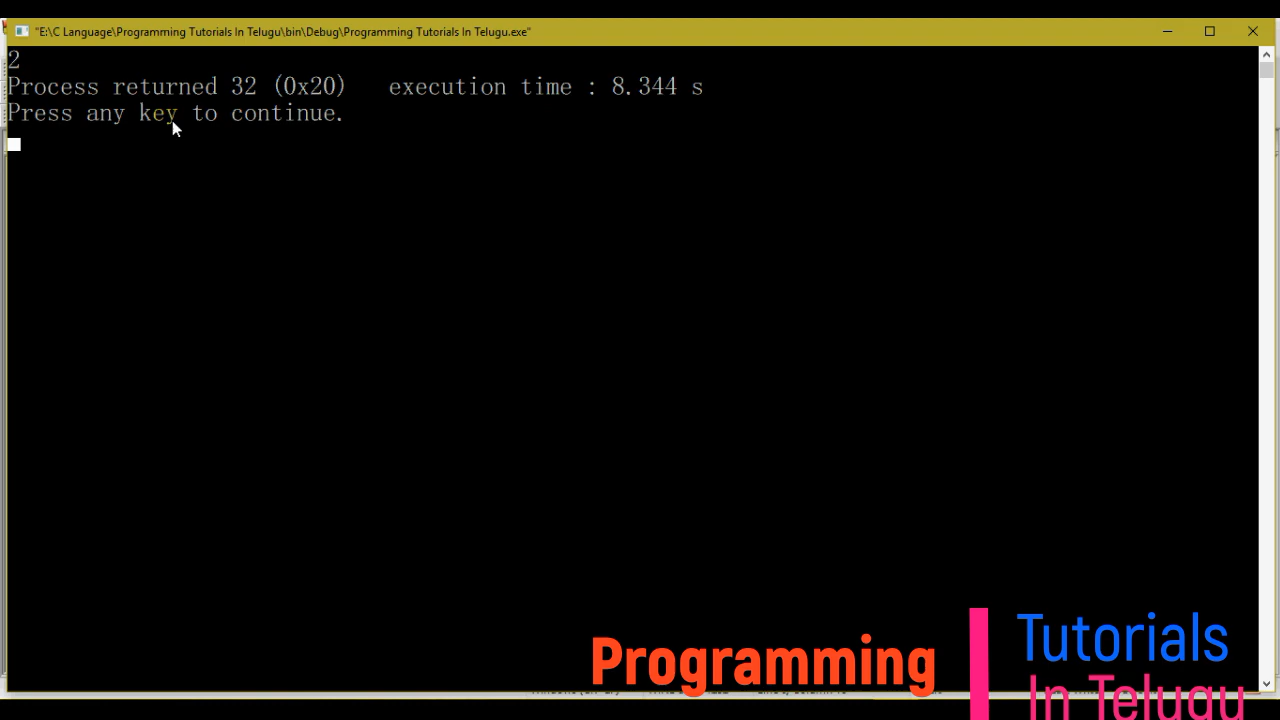 "E:\C Language\Programming Tutorials In Telugu\bin\Debug\Programming Tutorials In Telugu.exe"
2
Process returned 32 (0x20)   execution time : 8.344 s
Press any key to continue.
Programming
Tutorials
In Telugu